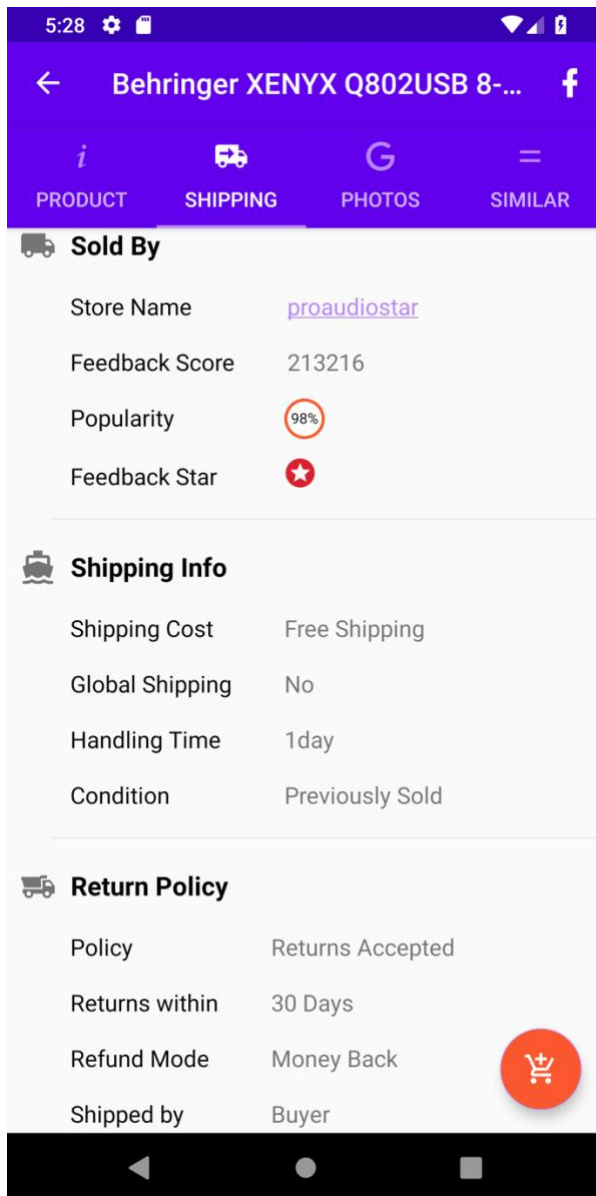 5:28
Behringer XENYX Q802USB 8-...
PRODUCT SHIPPING PHOTOS SIMILAR
Sold By
Store Name proaudiostar
Feedback Score 213216
Popularity 98%
Feedback Star
Shipping Info
Shipping Cost Free Shipping
Global Shipping No
Handling Time 1day
Condition Previously Sold
Return Policy
Policy Returns Accepted
Returns within 30 Days
Refund Mode Money Back
Shipped by Buyer